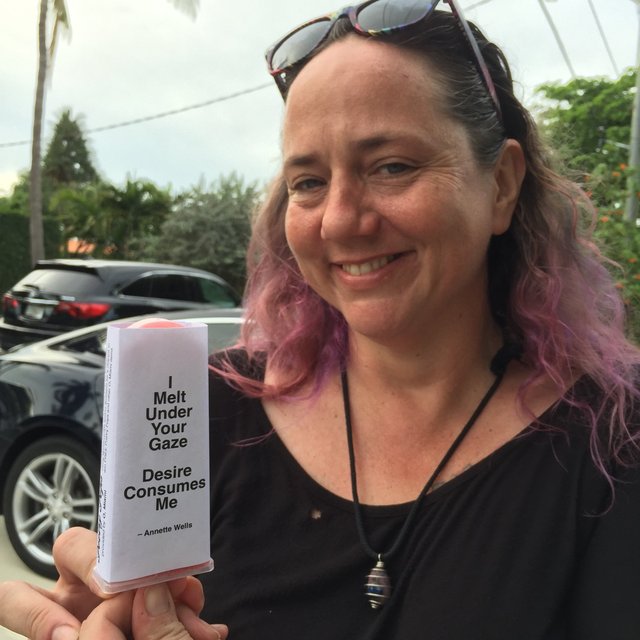 I
Melt
Under
Your
Gaze
Desire
Consumes
Me
– Annette Wells